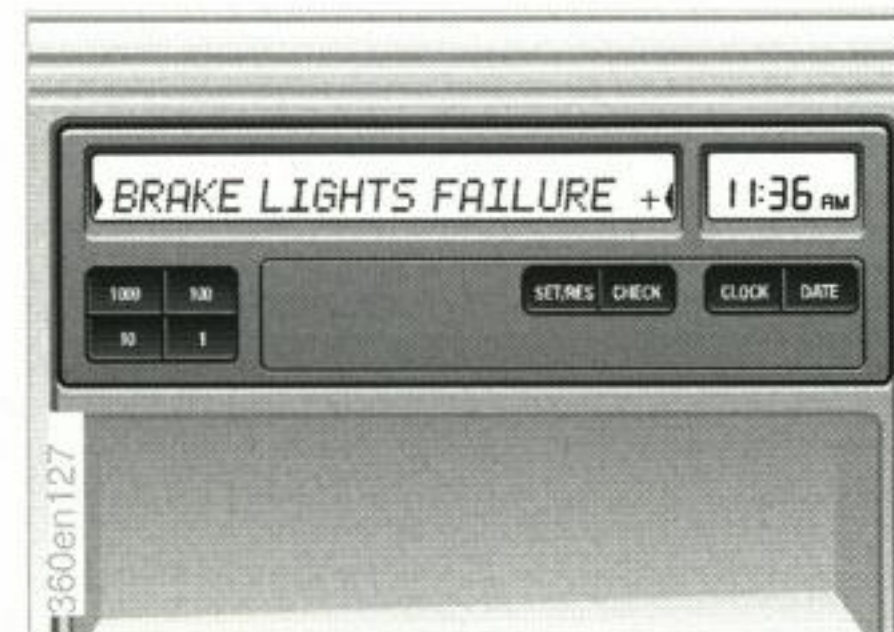 BRAKE LIGHTS FAILURE +
11:36 AM
1000 100
10 1
SET/RES CHECK
CLOCK DATE
360en127